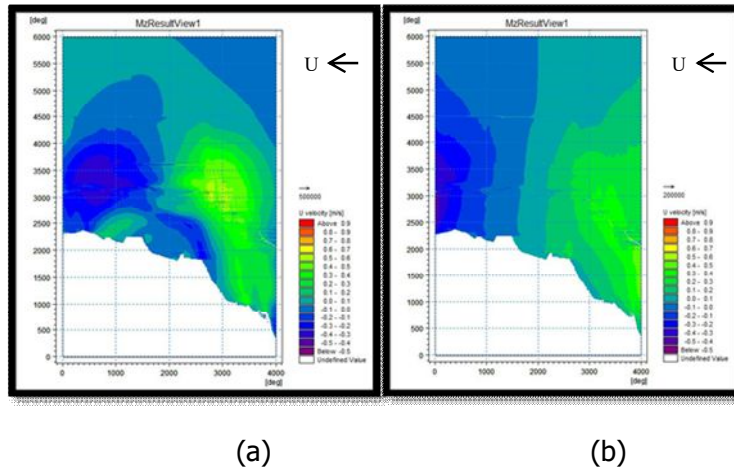 [deg] MzResultView1
6000
5500
5000
4500
4000
3500
3000
2500
2000
1500
1000
500
0
0 1000 2000 3000 4000
[deg]
U
500000
U velocity [m/s]
Above 0.9
0.8 - 0.9
0.7 - 0.8
0.6 - 0.7
0.5 - 0.6
0.4 - 0.5
0.3 - 0.4
0.2 - 0.3
0.1 - 0.2
0.0 - 0.1
-0.1 - 0.0
-0.2 - -0.1
-0.3 - -0.2
-0.4 - -0.3
-0.5 - -0.4
Below -0.5
Undefined Value
[deg] MzResultView1
6000
5500
5000
4500
4000
3500
3000
2500
2000
1500
1000
500
0
0 1000 2000 3000 4000
[deg]
U
200000
U velocity [m/s]
Above 0.9
0.8 - 0.9
0.7 - 0.8
0.6 - 0.7
0.5 - 0.6
0.4 - 0.5
0.3 - 0.4
0.2 - 0.3
0.1 - 0.2
0.0 - 0.1
-0.1 - 0.0
-0.2 - -0.1
-0.3 - -0.2
-0.4 - -0.3
-0.5 - -0.4
Below -0.5
Undefined Value
(a) (b)